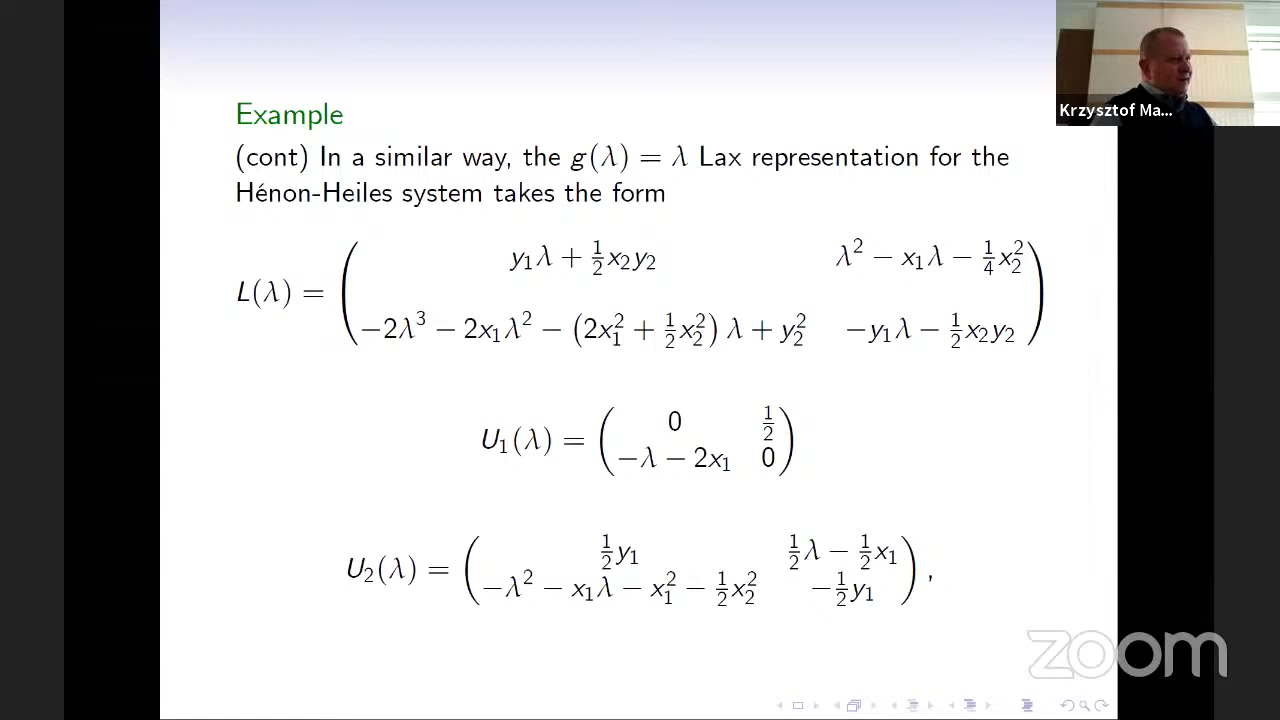 Example
(cont) In a similar way, the g(λ) = λ Lax representation for the
Hénon-Heiles system takes the form
L(λ) = ( y₁λ + ½x₂y₂   λ² − x₁λ − ¼x₂²
−2λ³ − 2x₁λ² − (2x₁² + ½x₂²) λ + y₂²   −y₁λ − ½x₂y₂ )
U₁(λ) = ( 0   ½
−λ − 2x₁   0 )
U₂(λ) = ( ½y₁   ½λ − ½x₁
−λ² − x₁λ − x₁² − ½x₂²   −½y₁ ) ,
Krzysztof Ma...
zoom